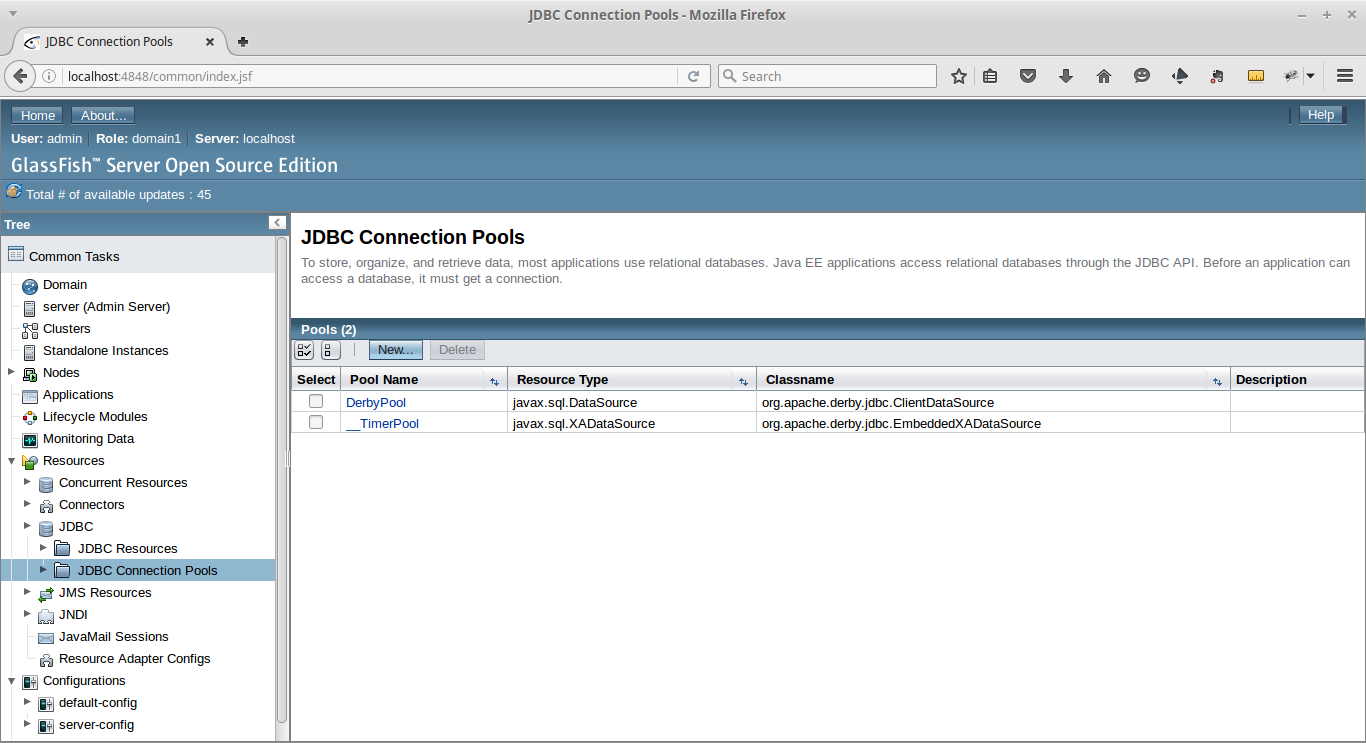 JDBC Connection Pools - Mozilla Firefox
JDBC Connection Pools
localhost:4848/common/index.jsf
Search
Home
About...
Help
User: admin
Role: domain1
Server: localhost
GlassFish™ Server Open Source Edition
Total # of available updates : 45
Tree
Common Tasks
Domain
server (Admin Server)
Clusters
Standalone Instances
Nodes
Applications
Lifecycle Modules
Monitoring Data
Resources
Concurrent Resources
Connectors
JDBC
JDBC Resources
JDBC Connection Pools
JMS Resources
JNDI
JavaMail Sessions
Resource Adapter Configs
Configurations
default-config
server-config
JDBC Connection Pools
To store, organize, and retrieve data, most applications use relational databases. Java EE applications access relational databases through the JDBC API. Before an application can
access a database, it must get a connection.
Pools (2)
New...
Delete
Select Pool Name Resource Type Classname Description
DerbyPool javax.sql.DataSource org.apache.derby.jdbc.ClientDataSource
__TimerPool javax.sql.XADataSource org.apache.derby.jdbc.EmbeddedXADataSource